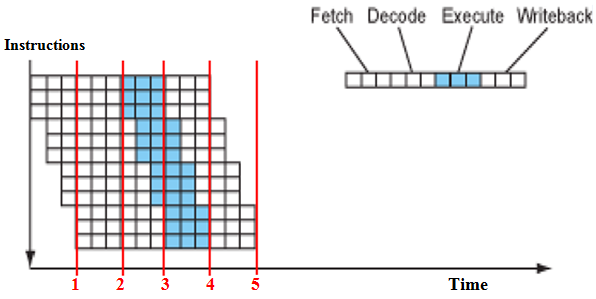 Fetch Decode Execute Writeback
Instructions
1 2 3 4 5
Time